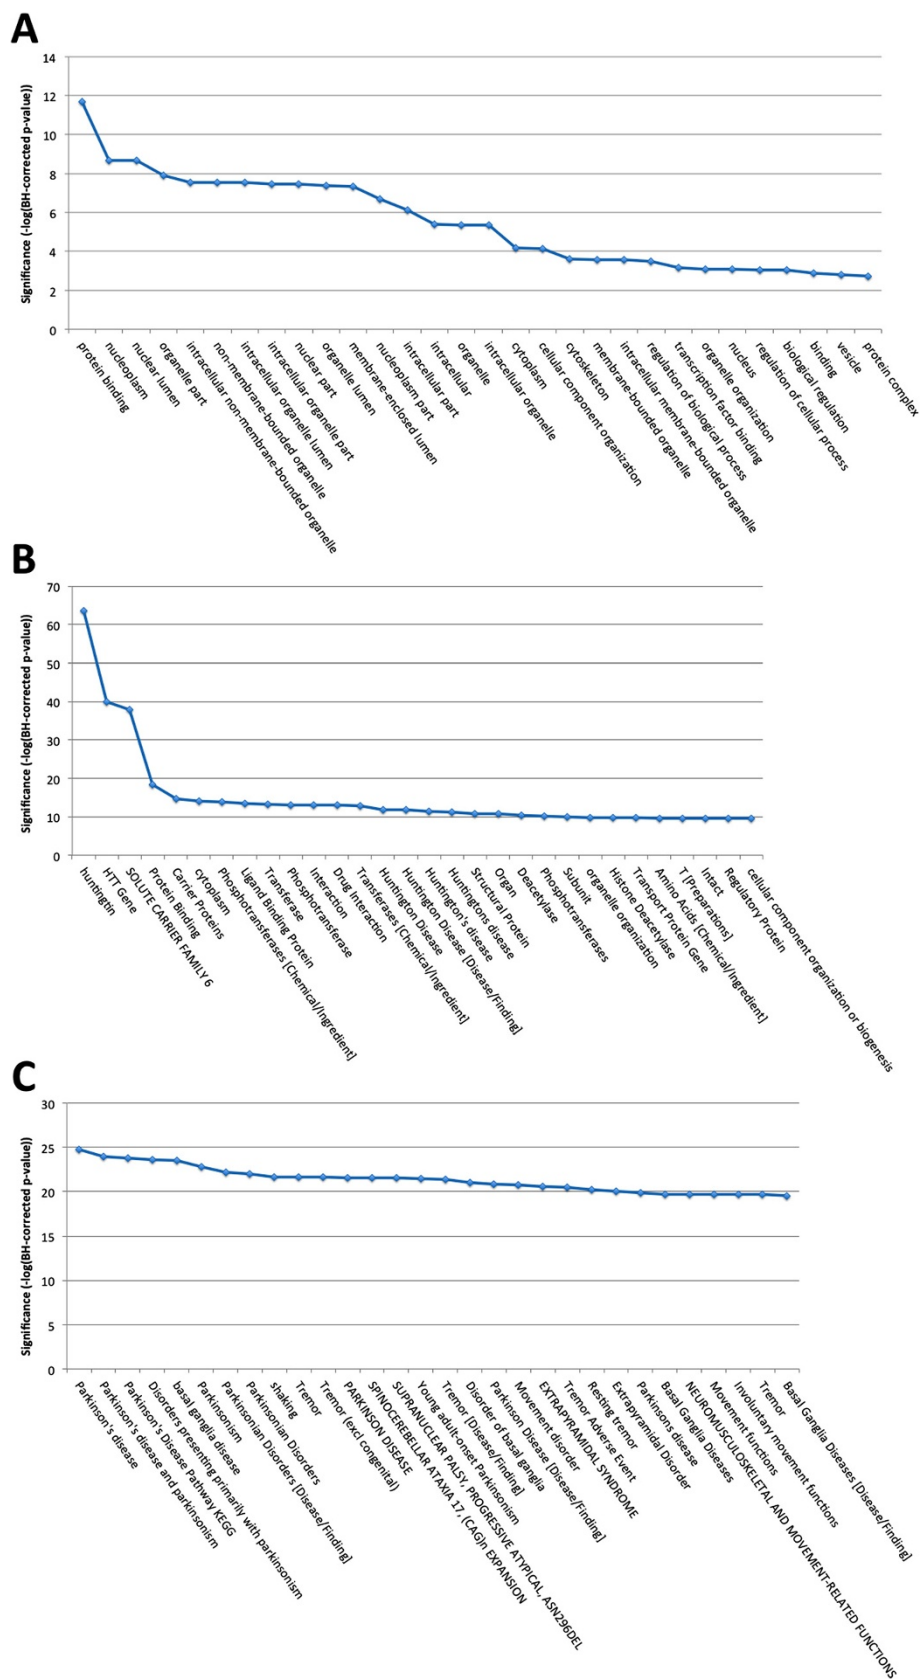 A
Significance (-log(BH-corrected p-value))
14
12
10
8
6
4
2
0
protein binding
nucleoplasm
nuclear lumen
organelle part
intracellular non-membrane-bounded organelle
non-membrane-bounded organelle
intracellular organelle lumen
intracellular organelle part
nuclear part
organelle lumen
membrane-enclosed lumen
nucleoplasm part
intracellular part
intracellular
organelle
intracellular organelle
cytoplasm
cellular component organization
cytoskeleton
membrane-bounded organelle
intracellular membrane-bounded organelle
regulation of biological process
transcription factor binding
organelle organization
nucleus
regulation of cellular process
biological regulation
binding
vesicle
protein complex
B
Significance (-log(BH-corrected p-value))
70
60
50
40
30
20
10
0
huntingtin
HTT Gene
SOLUTE CARRIER FAMILY 6
Protein Binding
Carrier Proteins
cytoplasm
Phosphotransferases [Chemical/Ingredient]
Ligand Binding Protein
Transferase
Phosphotransferase
Interaction
Drug Interaction
Transferases [Chemical/Ingredient]
Huntington Disease
Huntington Disease [Disease/Finding]
Huntington's disease
Huntingtons disease
Structural Protein
Organ
Deacetylase
Phosphotransferases
Subunit
organelle organization
Histone Deacetylase
Transport Protein Gene
Amino Acids [Chemical/Ingredient]
T [Preparations]
Intact
Regulatory Protein
cellular component organization or biogenesis
C
Significance (-log(BH-corrected p-value))
30
25
20
15
10
5
0
Parkinson's disease
Parkinson's disease and parkinsonism
Parkinson's Disease Pathway KEGG
Disorders presenting primarily with parkinsonism
basal ganglia disease
Parkinsonism
Parkinsonian Disorders [Disease/Finding]
Parkinsonian Disorders
shaking
Tremor
Tremor (excl congenital)
PARKINSON DISEASE
SPINOCEREBELLAR ATAXIA 17, (CAG)n EXPANSION
SUPRANUCLEAR PALSY, PROGRESSIVE ATYPICAL, ASN296DEL
Young adult-onset Parkinsonism
Tremor [Disease/Finding]
Disorder of basal ganglia
Parkinson Disease [Disease/Finding]
Movement disorder
EXTRAPYRAMIDAL SYNDROME
Tremor Adverse Event
Resting tremor
Extrapyramidal Disorder
Parkinsons disease
Basal Ganglia Diseases
NEUROMUSCULOSKELETAL AND MOVEMENT-RELATED FUNCTIONS
Movement functions
Involuntary movement functions
Tremor
Basal Ganglia Diseases [Disease/Finding]